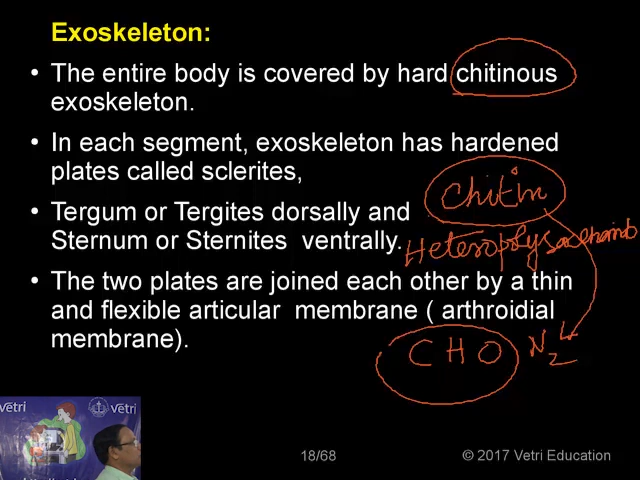 Exoskeleton:
• The entire body is covered by hard chitinous
exoskeleton.
• In each segment, exoskeleton has hardened
plates called sclerites,
Chitin
• Tergum or Tergites dorsally and
Sternum or Sternites ventrally.
• The two plates are joined each other by a thin
and flexible articular membrane ( arthroidial
membrane).
C H O N2
vetri
Vetri
18/68
© 2017 Vetri Education